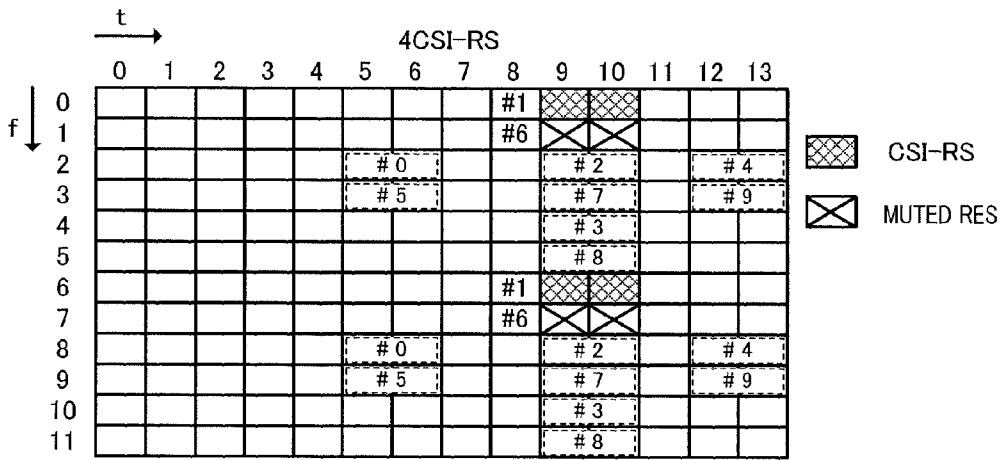 t
4CSI-RS
0 1 2 3 4 5 6 7 8 9 10 11 12 13
f
0 #1
1 #6
2 #0 #2 #4
3 #5 #7 #9
4 #3
5 #8
6 #1
7 #6
8 #0 #2 #4
9 #5 #7 #9
10 #3
11 #8
CSI-RS
MUTED RES